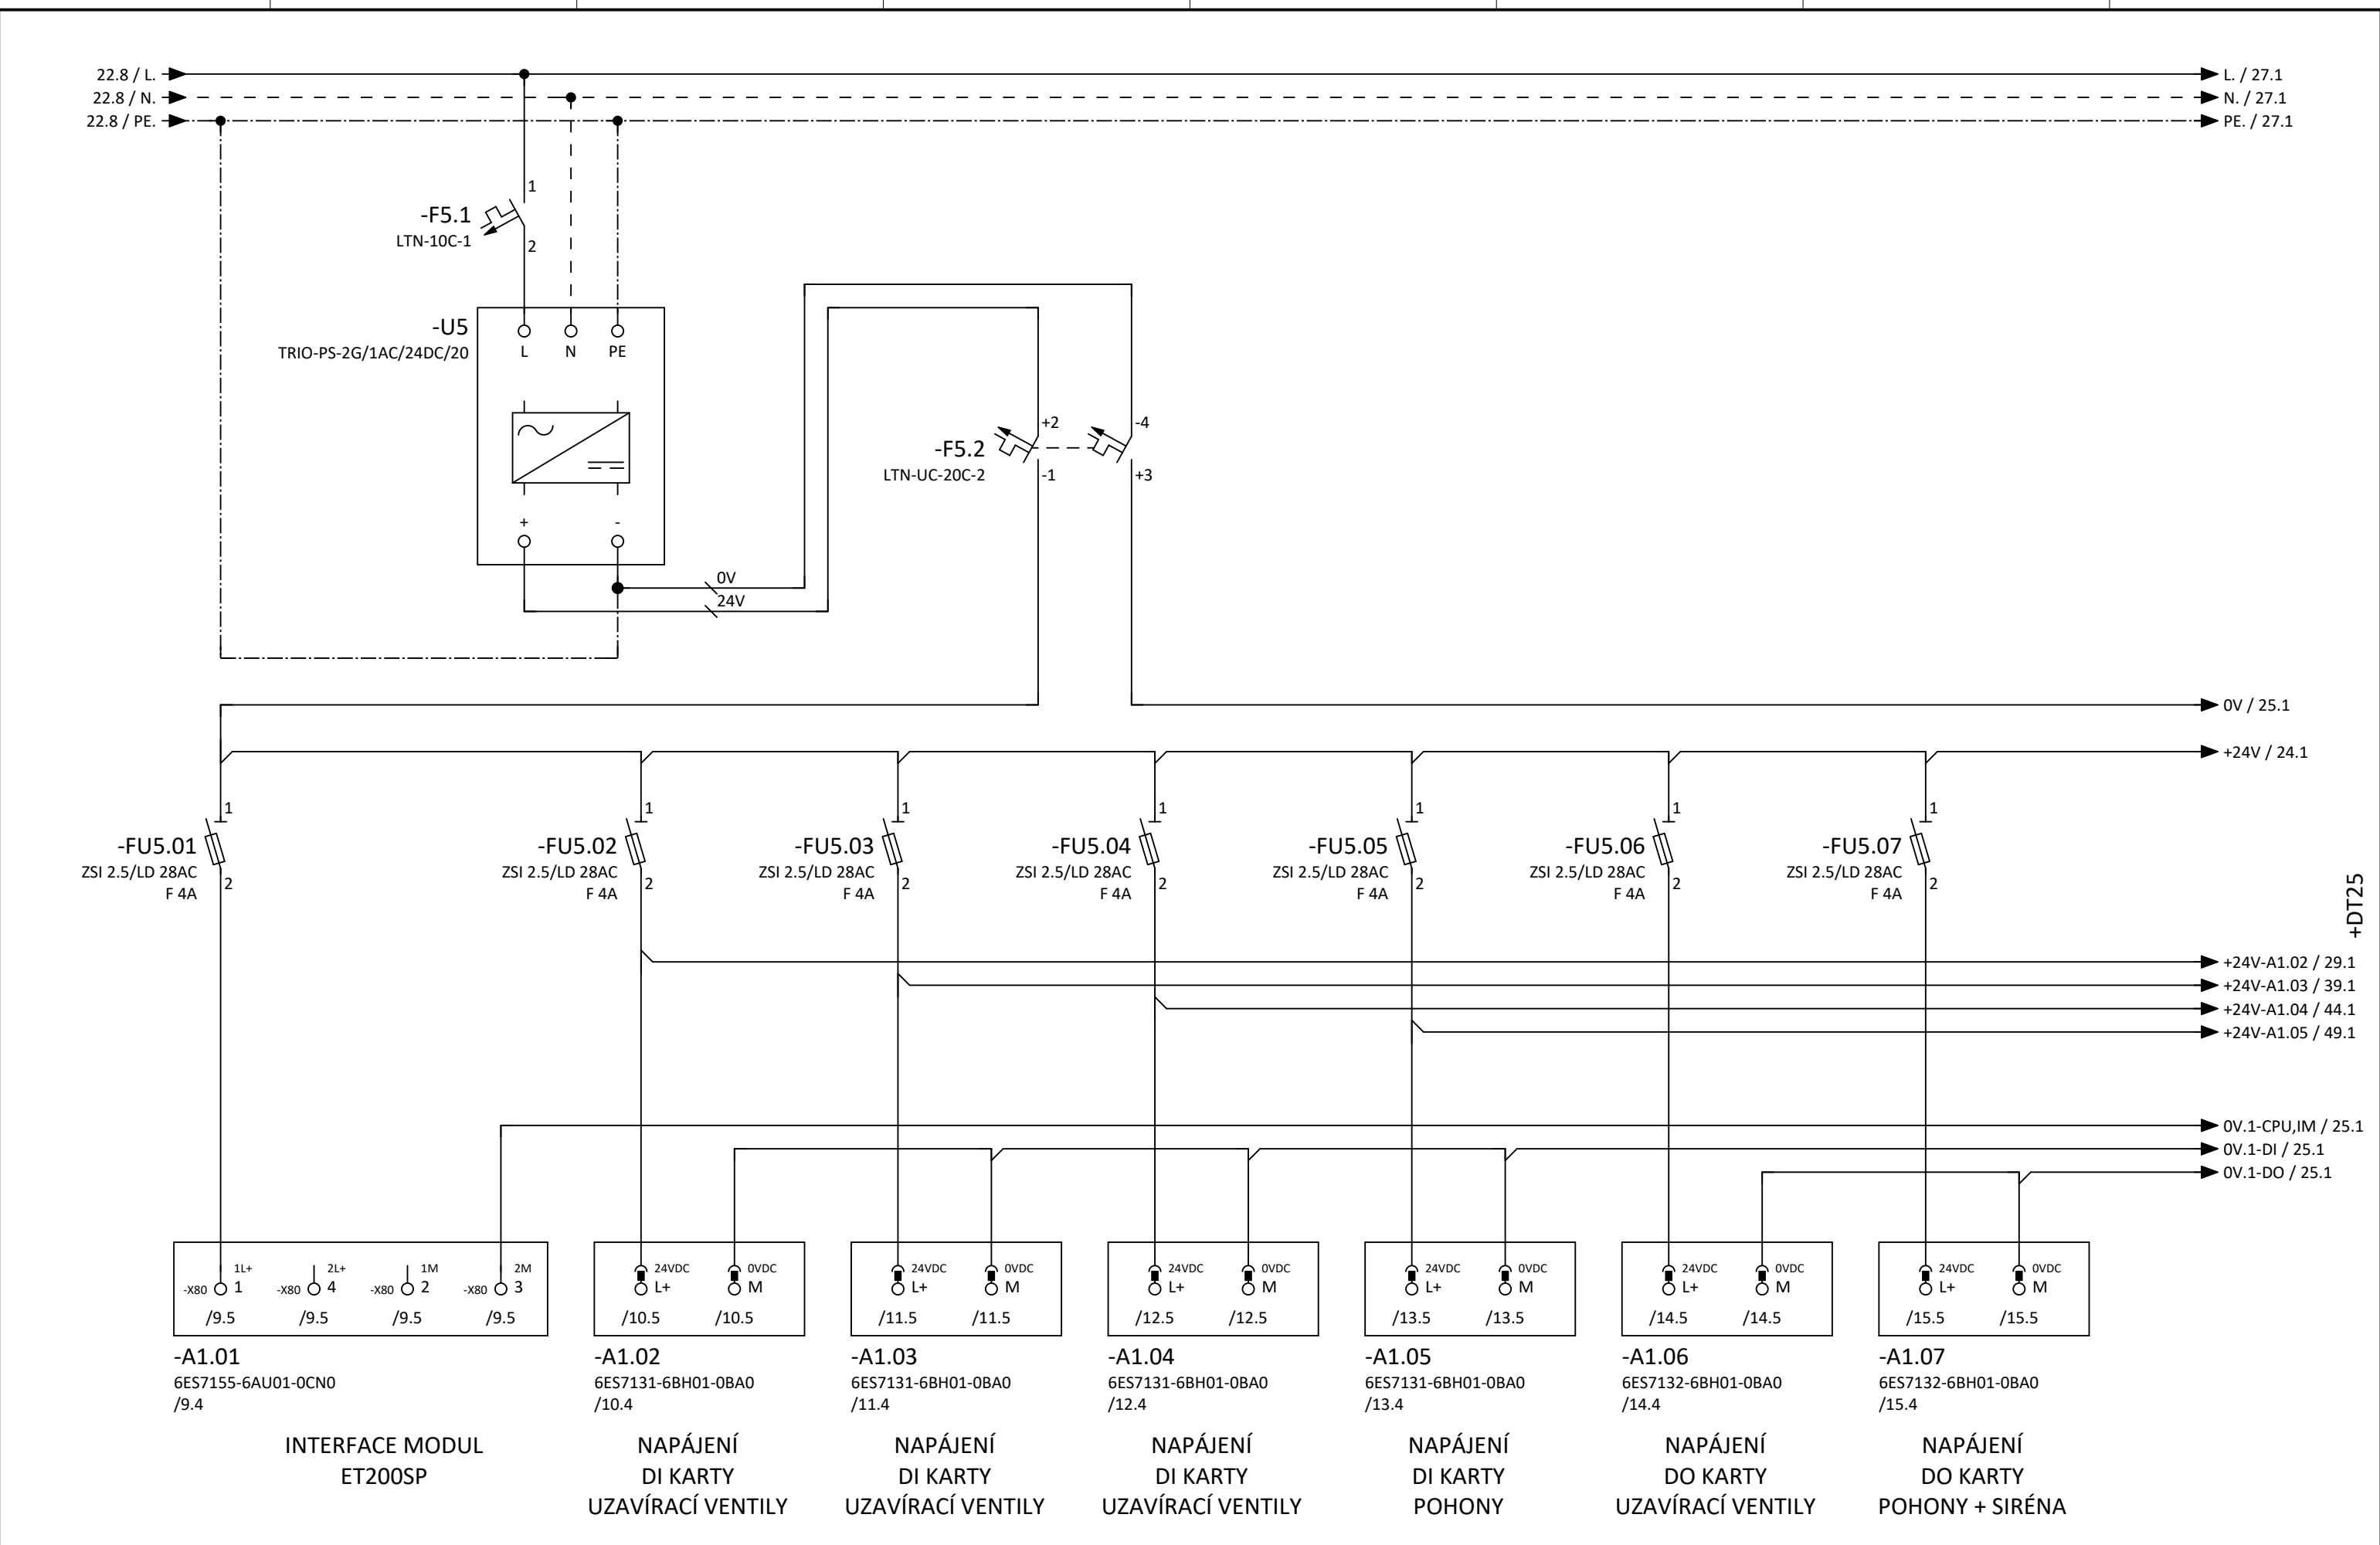 22.8 / L.
L. / 27.1
22.8 / N.
N. / 27.1
22.8 / PE.
PE. / 27.1
1
-F5.1
LTN-10C-1
2
-U5
TRIO-PS-2G/1AC/24DC/20
L N PE
+2 -4
-F5.2
LTN-UC-20C-2
-1 +3
+ -
0V
24V
0V / 25.1
+24V / 24.1
1 1 1 1 1 1 1
-FU5.01 -FU5.02 -FU5.03 -FU5.04 -FU5.05 -FU5.06 -FU5.07
ZSI 2.5/LD 28AC ZSI 2.5/LD 28AC ZSI 2.5/LD 28AC ZSI 2.5/LD 28AC ZSI 2.5/LD 28AC ZSI 2.5/LD 28AC ZSI 2.5/LD 28AC
2 2 2 2 2 2 2
F 4A F 4A F 4A F 4A F 4A F 4A F 4A
+DT25
+24V-A1.02 / 29.1
+24V-A1.03 / 39.1
+24V-A1.04 / 44.1
+24V-A1.05 / 49.1
0V.1-CPU,IM / 25.1
0V.1-DI / 25.1
0V.1-DO / 25.1
1L+ 2L+ 1M 2M 24VDC 0VDC 24VDC 0VDC 24VDC 0VDC 24VDC 0VDC 24VDC 0VDC 24VDC 0VDC
-X80 1 -X80 4 -X80 2 -X80 3 L+ M L+ M L+ M L+ M L+ M L+ M
/9.5 /9.5 /9.5 /9.5 /10.5 /10.5 /11.5 /11.5 /12.5 /12.5 /13.5 /13.5 /14.5 /14.5 /15.5 /15.5
-A1.01 -A1.02 -A1.03 -A1.04 -A1.05 -A1.06 -A1.07
6ES7155-6AU01-0CN0 6ES7131-6BH01-0BA0 6ES7131-6BH01-0BA0 6ES7131-6BH01-0BA0 6ES7131-6BH01-0BA0 6ES7132-6BH01-0BA0 6ES7132-6BH01-0BA0
/9.4 /10.4 /11.4 /12.4 /13.4 /14.4 /15.4
INTERFACE MODUL
ET200SP
NAPÁJENÍ
DI KARTY
UZAVÍRACÍ VENTILY
NAPÁJENÍ
DI KARTY
UZAVÍRACÍ VENTILY
NAPÁJENÍ
DI KARTY
UZAVÍRACÍ VENTILY
NAPÁJENÍ
DI KARTY
POHONY
NAPÁJENÍ
DO KARTY
UZAVÍRACÍ VENTILY
NAPÁJENÍ
DO KARTY
POHONY + SIRÉNA